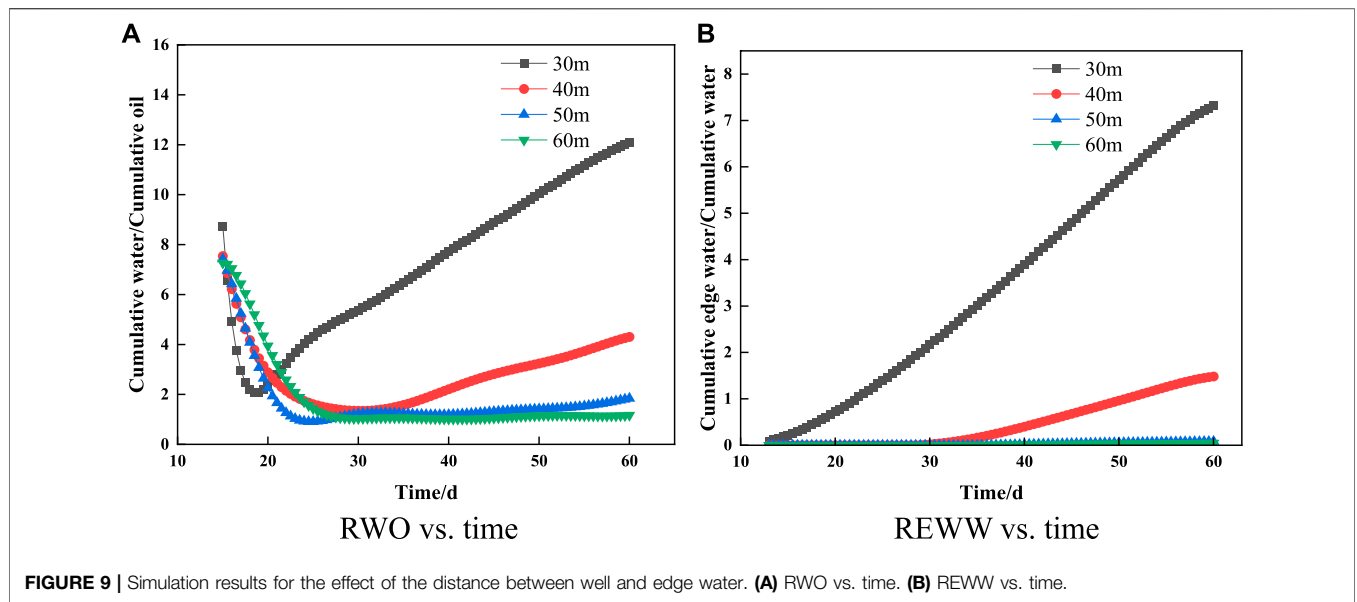 A
Cumulative water/Cumulative oil
16
14
12
10
8
6
4
2
0
30m
40m
50m
60m
10
20
30
40
50
60
Time/d
RWO vs. time
B
Cumulative edge water/Cumulative water
8
7
6
5
4
3
2
1
0
30m
40m
50m
60m
10
20
30
40
50
60
Time/d
REWW vs. time
FIGURE 9 | Simulation results for the effect of the distance between well and edge water. (A) RWO vs. time. (B) REWW vs. time.